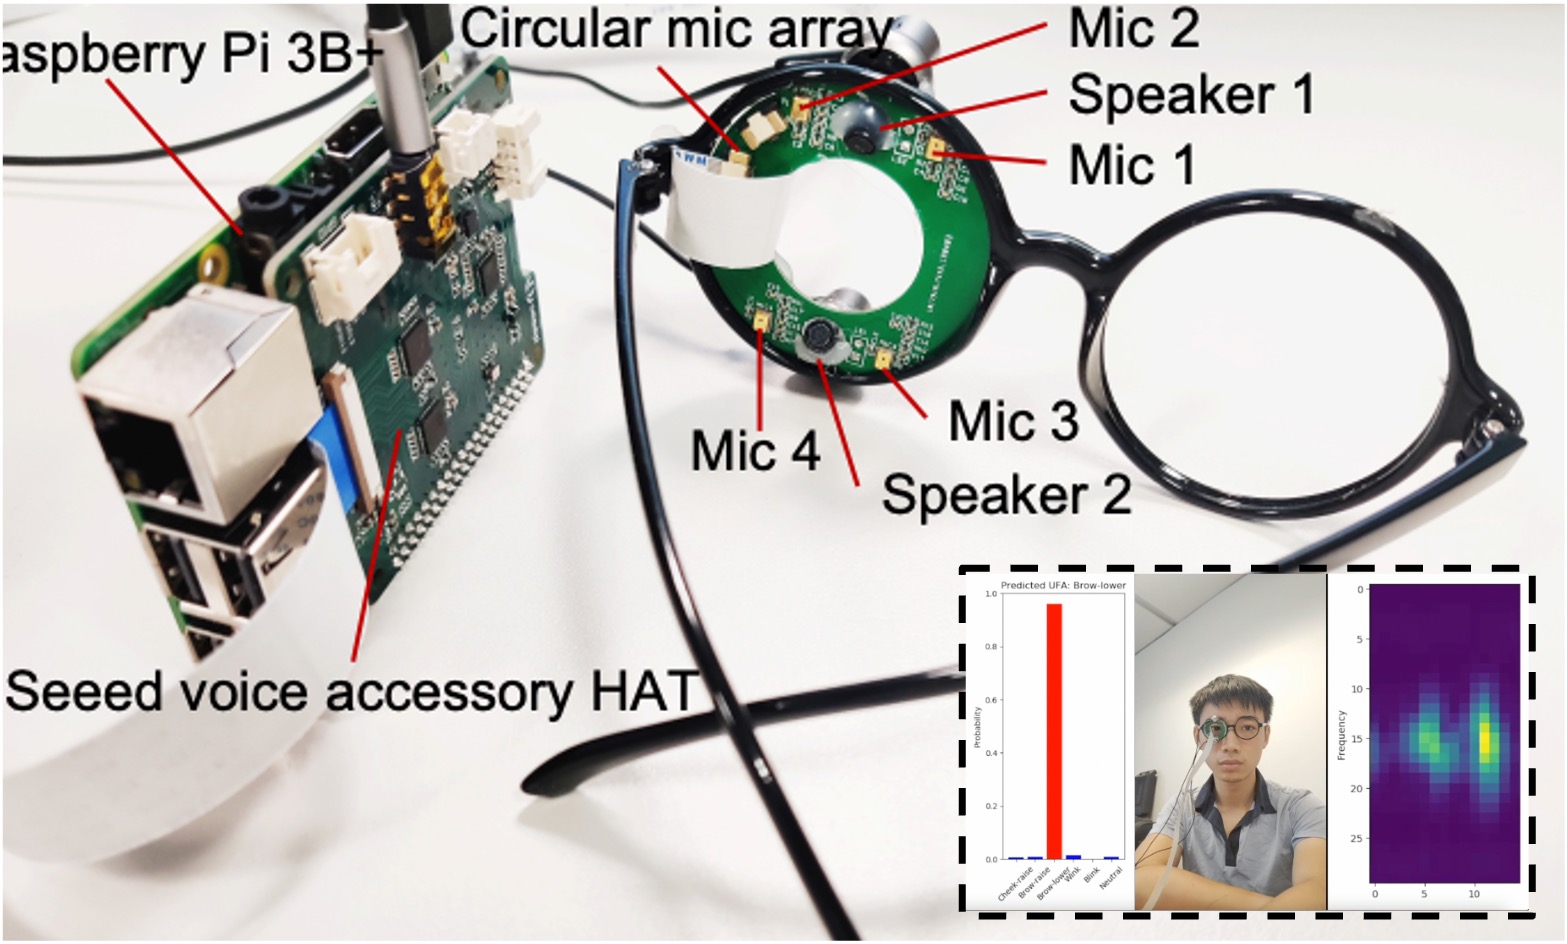 Circular mic array
Mic 2
aspberry Pi 3B+
Speaker 1
Mic 1
Mic 4
Mic 3
Speaker 2
Seeed voice accessory HAT
Predicted UFA: Brow-lower
1.0
0.8
0.6
0.4
0.2
0.0
Probability
Cheek-raise
Brow-raise
Brow-lower
Wink
Blink
Neutral
0
5
10
15
20
25
Frequency
0
5
10